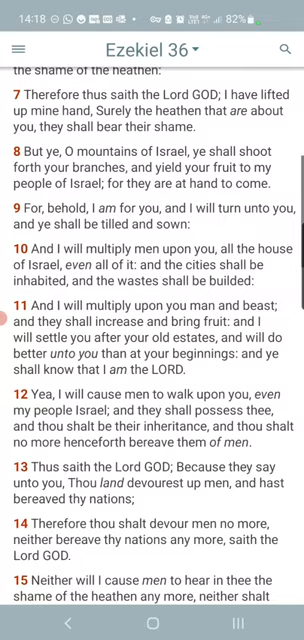 14:18 82%
Ezekiel 36
the shame of the heathen:
7 Therefore thus saith the Lord GOD; I have lifted
up mine hand, Surely the heathen that are about
you, they shall bear their shame.
8 But ye, O mountains of Israel, ye shall shoot
forth your branches, and yield your fruit to my
people of Israel; for they are at hand to come.
9 For, behold, I am for you, and I will turn unto you,
and ye shall be tilled and sown:
10 And I will multiply men upon you, all the house
of Israel, even all of it: and the cities shall be
inhabited, and the wastes shall be builded:
11 And I will multiply upon you man and beast;
and they shall increase and bring fruit: and I
will settle you after your old estates, and will do
better unto you than at your beginnings: and ye
shall know that I am the LORD.
12 Yea, I will cause men to walk upon you, even
my people Israel; and they shall possess thee,
and thou shalt be their inheritance, and thou shalt
no more henceforth bereave them of men.
13 Thus saith the Lord GOD; Because they say
unto you, Thou land devourest up men, and hast
bereaved thy nations;
14 Therefore thou shalt devour men no more,
neither bereave thy nations any more, saith the
Lord GOD.
15 Neither will I cause men to hear in thee the
shame of the heathen any more, neither shalt